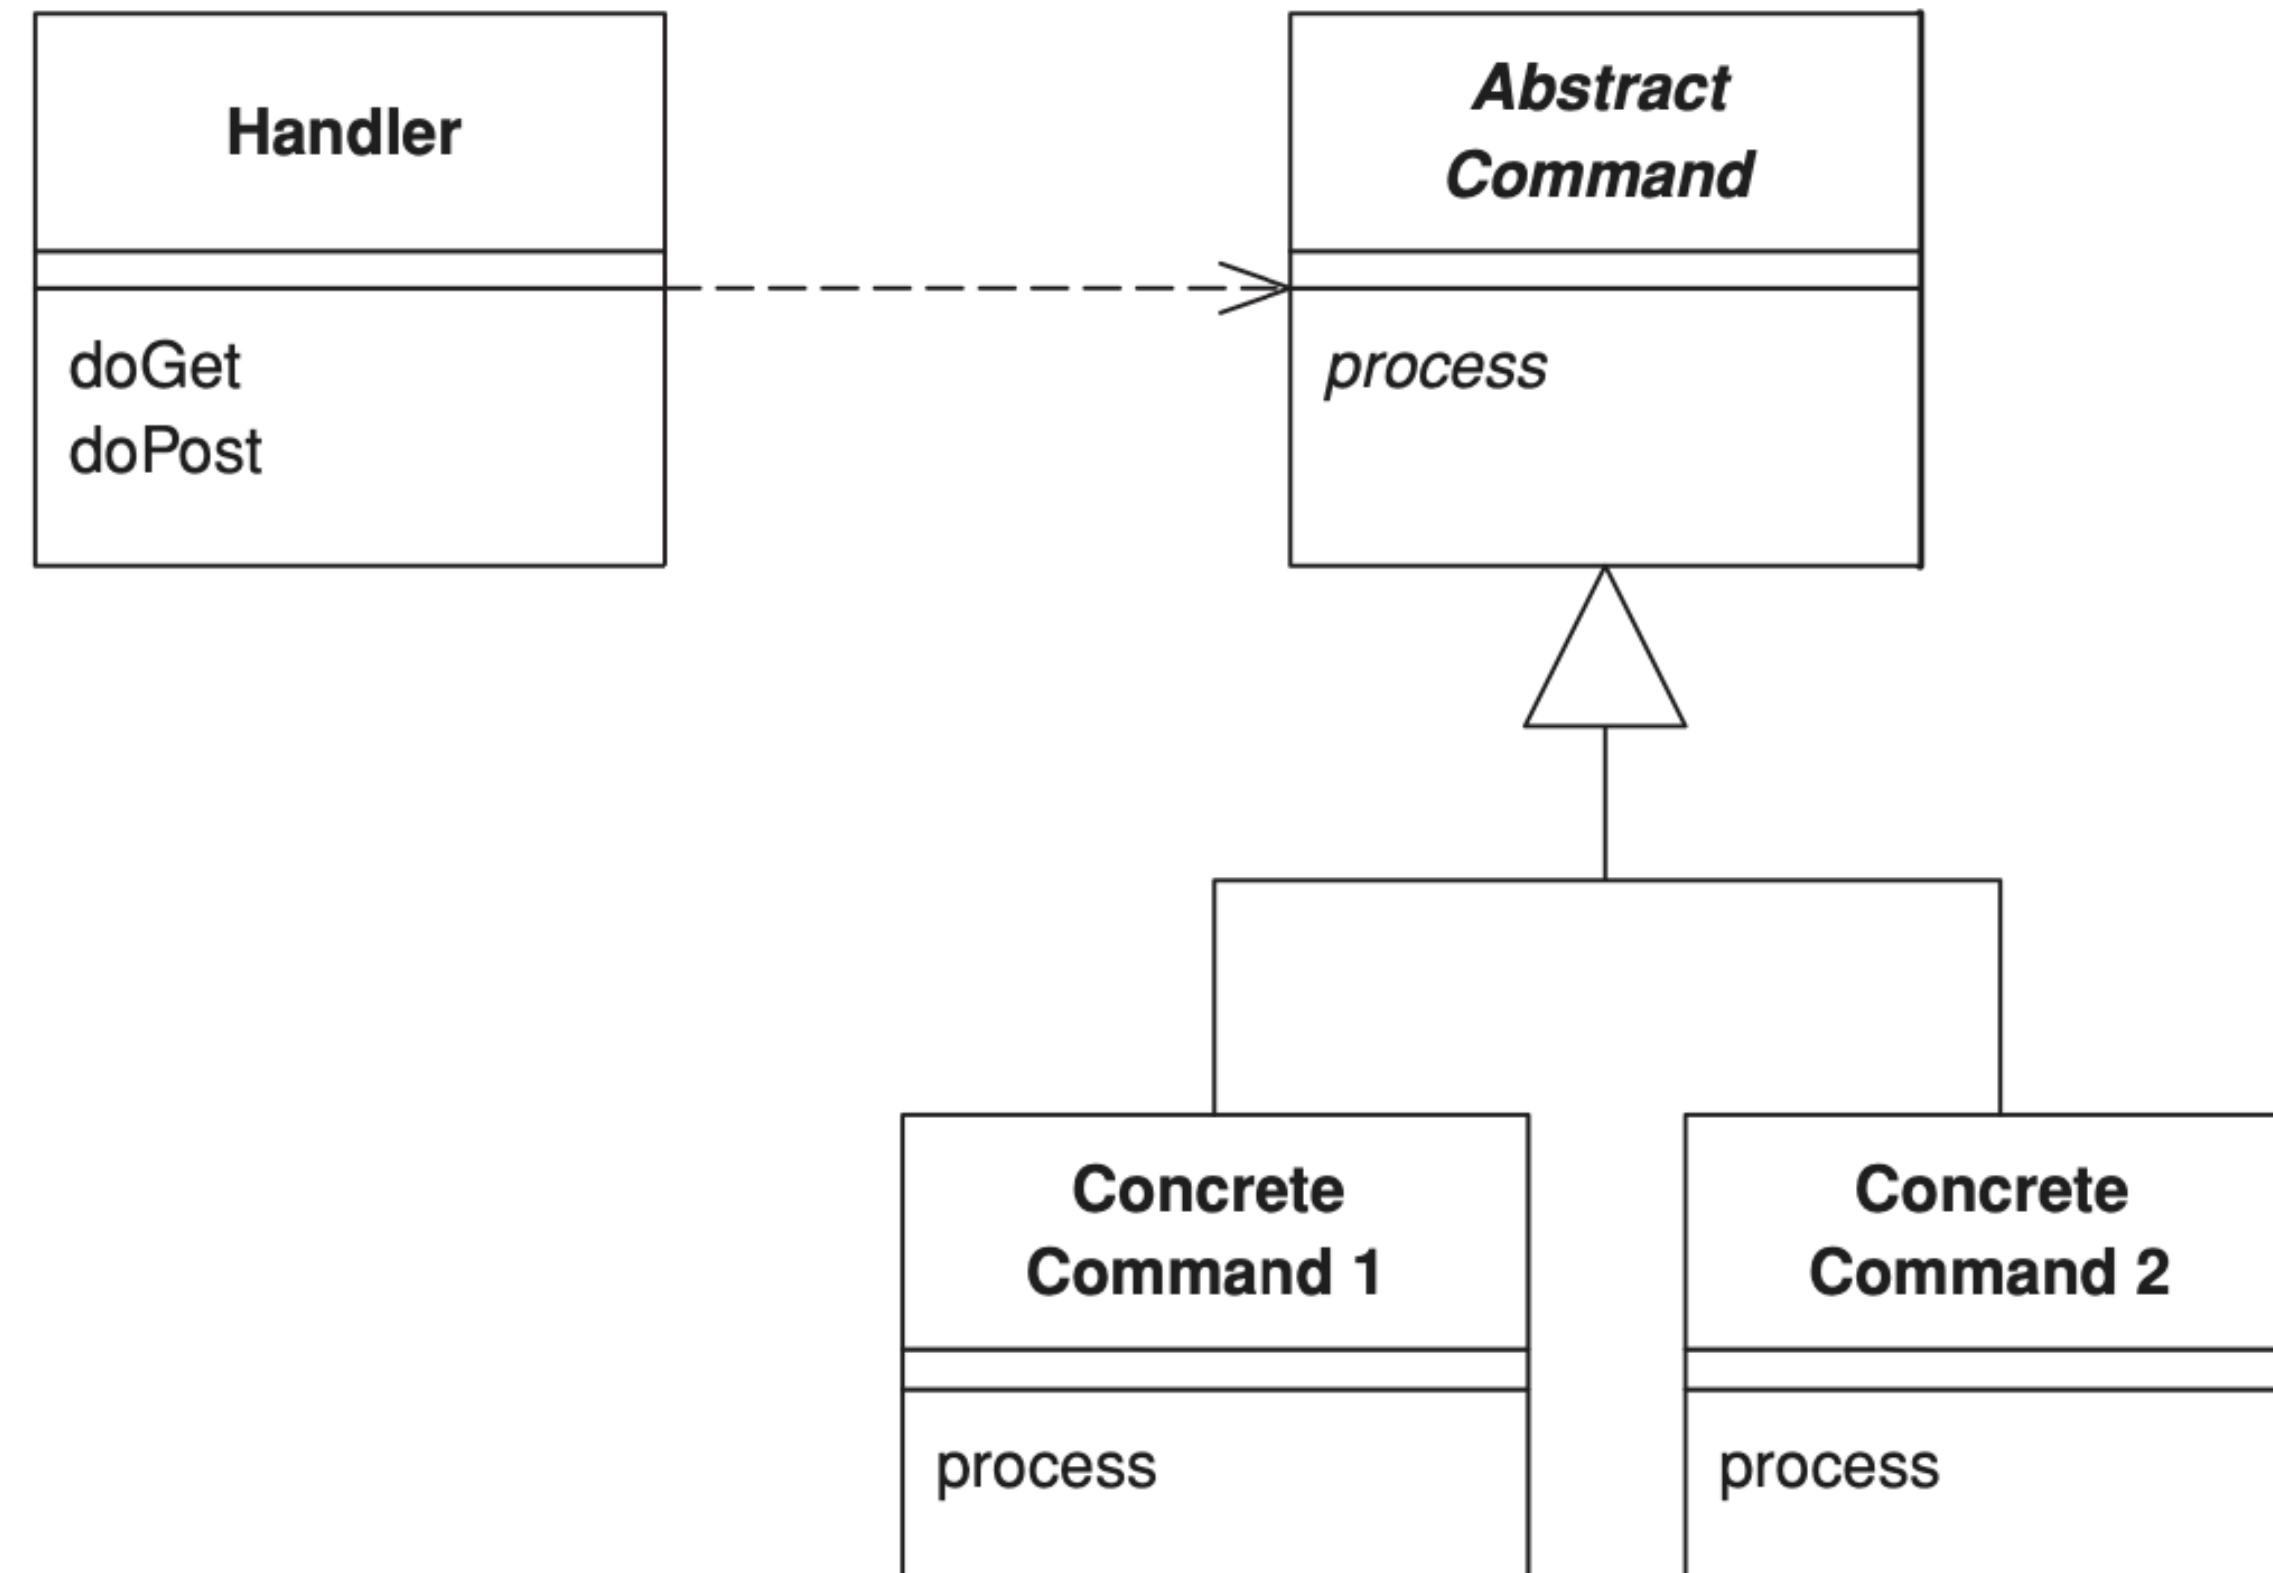 Handler
doGet
doPost
Abstract
Command
process
Concrete
Command 1
process
Concrete
Command 2
process